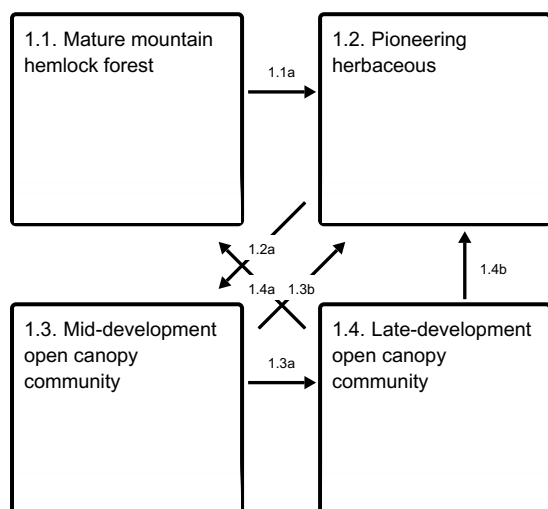 1.1. Mature mountain
hemlock forest
1.1a
1.2. Pioneering
herbaceous
1.2a
1.4a
1.3b
1.4b
1.3. Mid-development
open canopy
community
1.3a
1.4. Late-development
open canopy
community